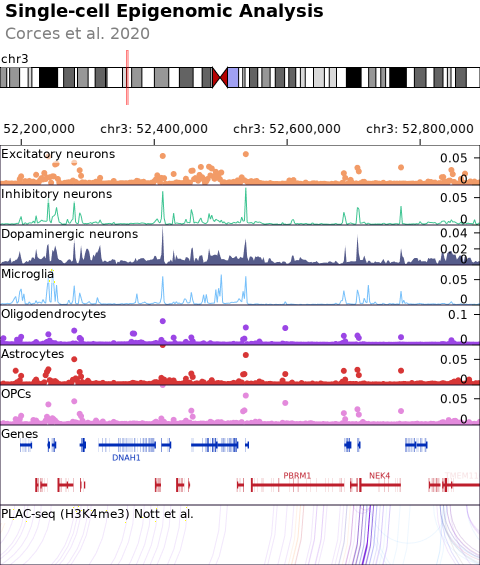 Single-cell Epigenomic Analysis
Corces et al. 2020
chr3
52,200,000 chr3: 52,400,000 chr3: 52,600,000 chr3: 52,800,000
Excitatory neurons 0.05
0
Inhibitory neurons 0.05
0
Dopaminergic neurons 0.04
0.02
0
Microglia 0.05
0
Oligodendrocytes 0.1
0
Astrocytes 0.05
0
OPCs 0.05
0
Genes
DNAH1
PBRM1 NEK4 TMEM110
PLAC-seq (H3K4me3) Nott et al.